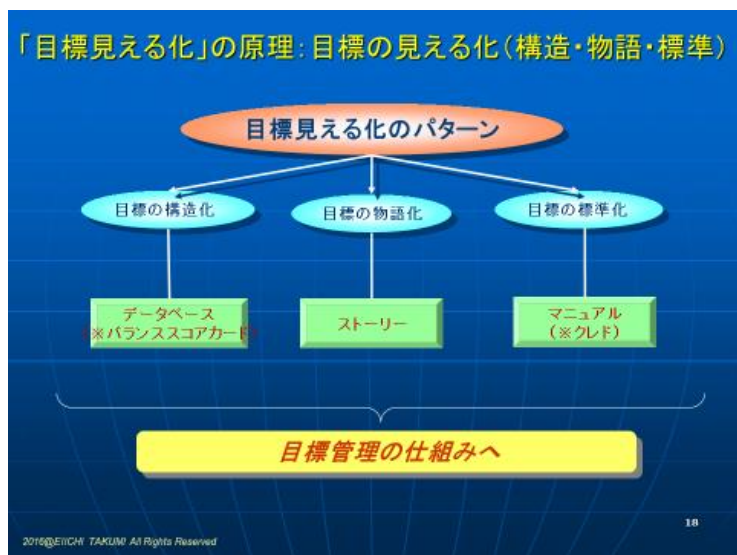 「目標見える化」の原理：目標の見える化（構造・物語・標準）
目標見える化のパターン
目標の構造化
目標の物語化
目標の標準化
データベース
（※バランススコアカード）
ストーリー
マニュアル
（※クレド）
目標管理の仕組みへ
18
2016@EIICHI TAKUMI All Rights Reserved